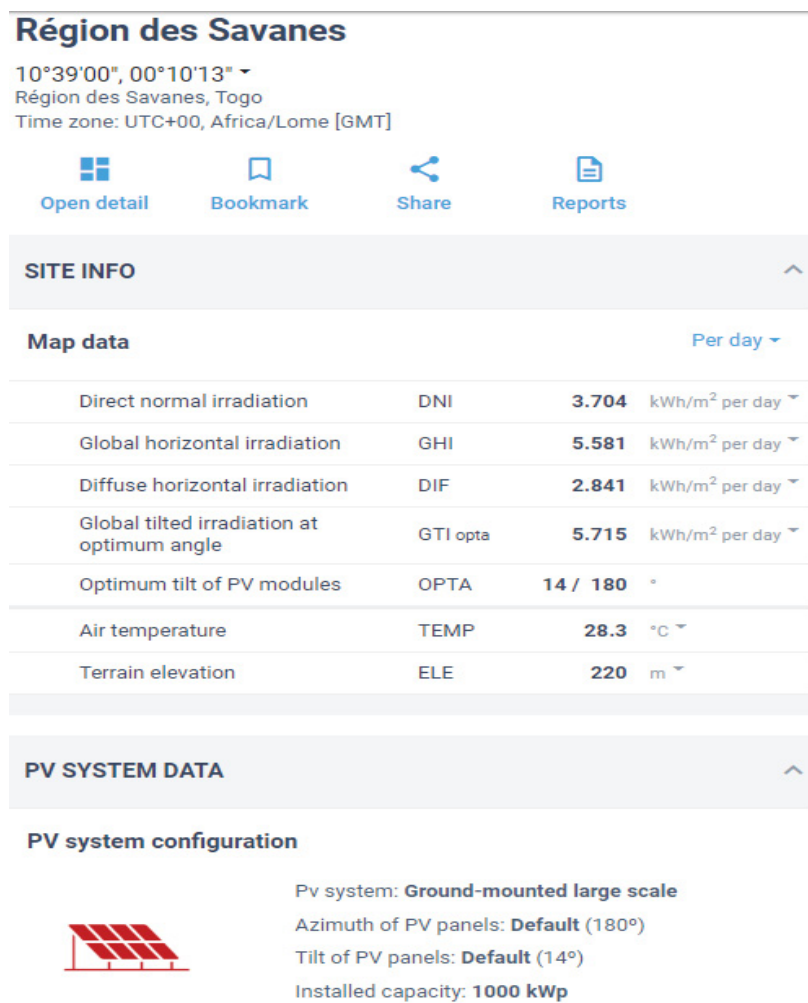 Région des Savanes
10°39'00", 00°10'13"
Région des Savanes, Togo
Time zone: UTC+00, Africa/Lome [GMT]
Open detail Bookmark Share Reports
SITE INFO
Map data Per day
Direct normal irradiation DNI 3.704 kWh/m² per day
Global horizontal irradiation GHI 5.581 kWh/m² per day
Diffuse horizontal irradiation DIF 2.841 kWh/m² per day
Global tilted irradiation at
optimum angle GTI opta 5.715 kWh/m² per day
Optimum tilt of PV modules OPTA 14 / 180 °
Air temperature TEMP 28.3 °C
Terrain elevation ELE 220 m
PV SYSTEM DATA
PV system configuration
Pv system: Ground-mounted large scale
Azimuth of PV panels: Default (180º)
Tilt of PV panels: Default (14º)
Installed capacity: 1000 kWp